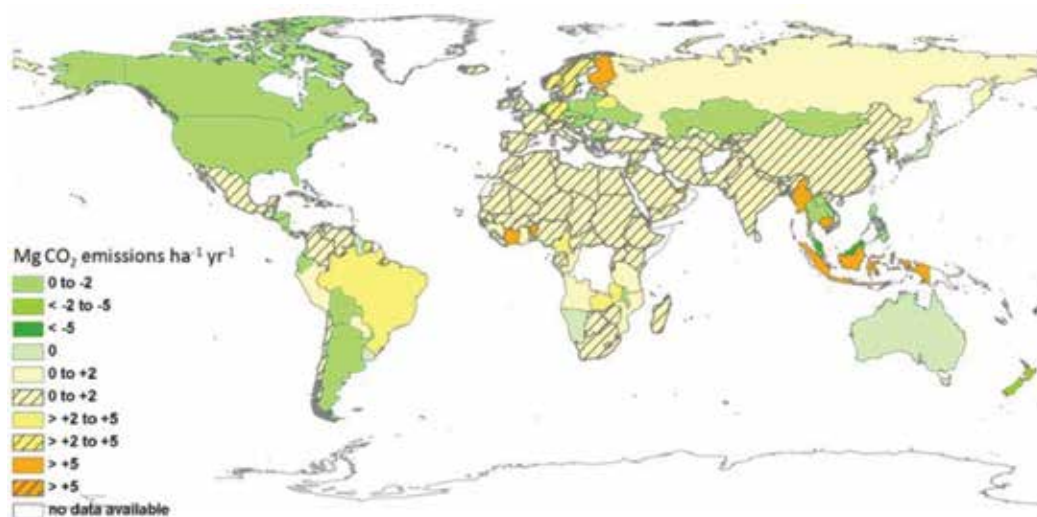 Mg CO₂ emissions ha⁻¹ yr⁻¹
0 to -2
< -2 to -5
< -5
0
0 to +2
0 to +2
> +2 to +5
> +2 to +5
> +5
> +5
no data available